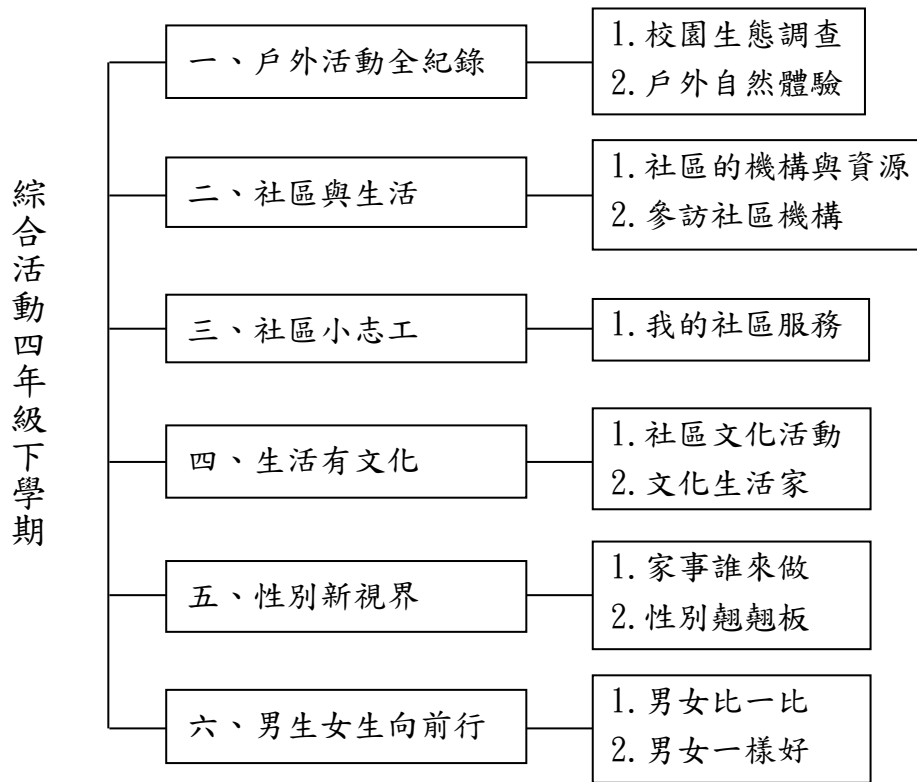 綜合活動四年級下學期
一、戶外活動全紀錄
1.校園生態調查
2.戶外自然體驗
二、社區與生活
1.社區的機構與資源
2.參訪社區機構
三、社區小志工
1.我的社區服務
四、生活有文化
1.社區文化活動
2.文化生活家
五、性別新視界
1.家事誰來做
2.性別翹翹板
六、男生女生向前行
1.男女比一比
2.男女一樣好